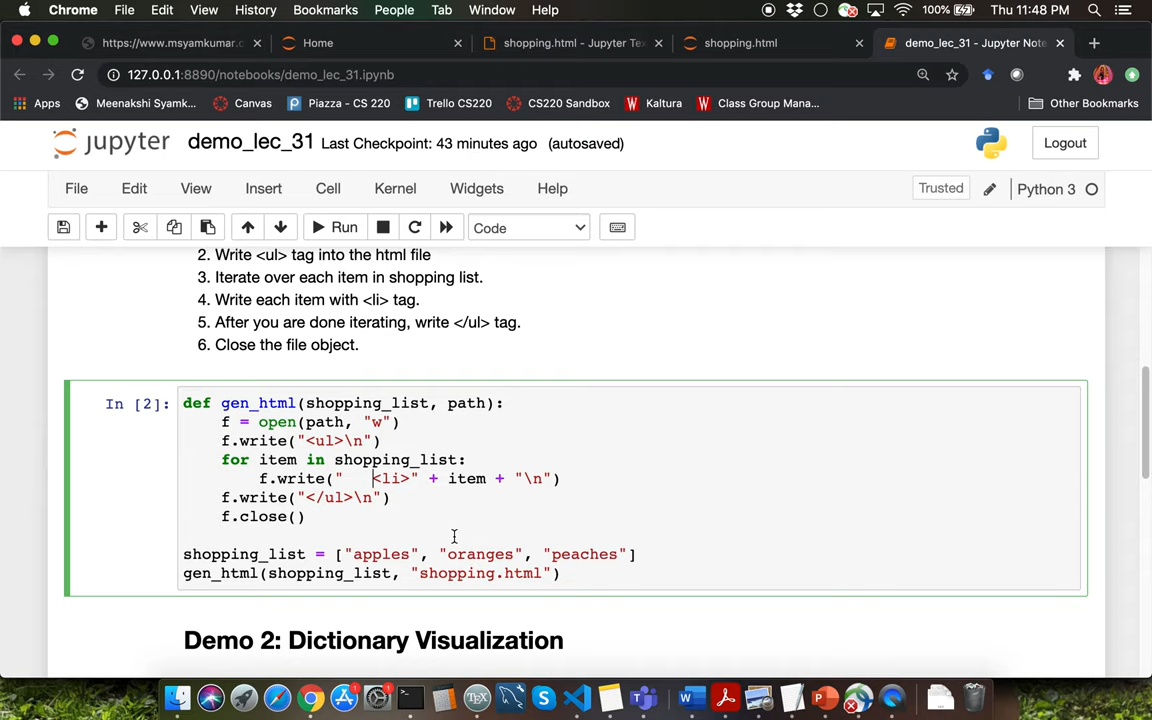 Chrome File Edit View History Bookmarks People Tab Window Help 100% Thu 11:48 PM
https://www.msyamkumar.c Home shopping.html - Jupyter Tex shopping.html demo_lec_31 - Jupyter Note
127.0.0.1:8890/notebooks/demo_lec_31.ipynb
Apps Meenakshi Syamk... Canvas Piazza - CS 220 Trello CS220 CS220 Sandbox Kaltura Class Group Mana... Other Bookmarks
jupyter demo_lec_31 Last Checkpoint: 43 minutes ago (autosaved) Logout
File Edit View Insert Cell Kernel Widgets Help Trusted Python 3
Run Code
2. Write <ul> tag into the html file
3. Iterate over each item in shopping list.
4. Write each item with <li> tag.
5. After you are done iterating, write </ul> tag.
6. Close the file object.
In [2]: def gen_html(shopping_list, path):
f = open(path, "w")
f.write("<ul>\n")
for item in shopping_list:
f.write("   <li>" + item + "\n")
f.write("</ul>\n")
f.close()
shopping_list = ["apples", "oranges", "peaches"]
gen_html(shopping_list, "shopping.html")
Demo 2: Dictionary Visualization